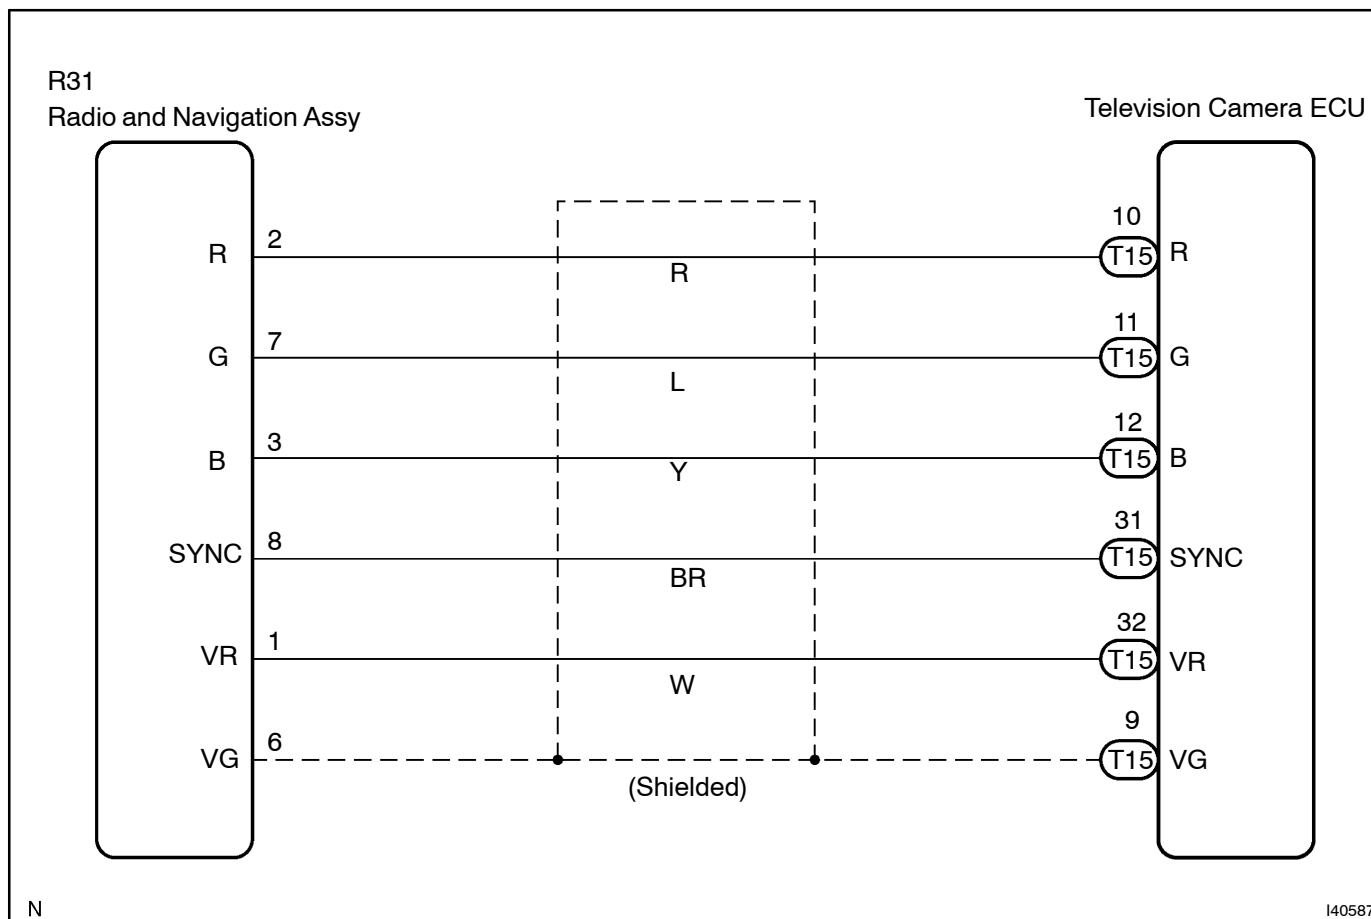 R31
Radio and Navigation Assy
Television Camera ECU
R 2 R 10 T15 R
G 7 L 11 T15 G
B 3 Y 12 T15 B
SYNC 8 BR 31 T15 SYNC
VR 1 W 32 T15 VR
VG 6 (Shielded) 9 T15 VG
N
I40587